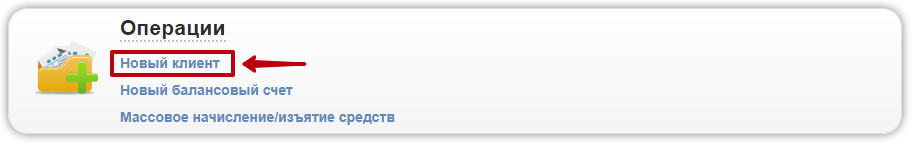 Операции
Новый клиент
Новый балансовый счет
Массовое начисление/изъятие средств